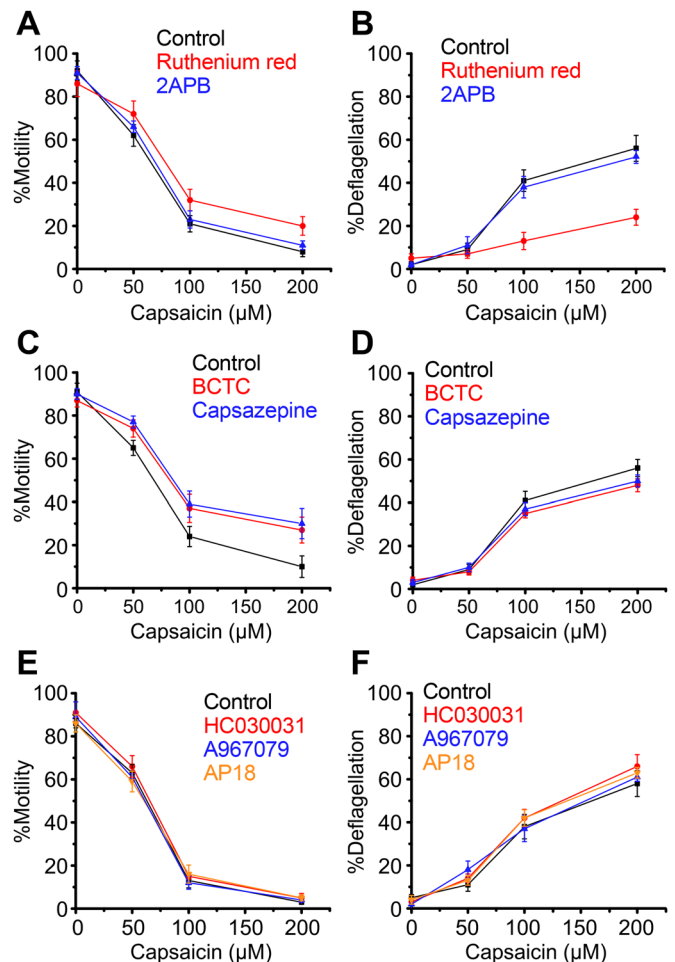 A
Control
Ruthenium red
2APB
100
80
60
40
20
0
%Motility
0 50 100 150 200
Capsaicin (µM)
B
Control
Ruthenium red
2APB
100
80
60
40
20
0
%Deflagellation
0 50 100 150 200
Capsaicin (µM)
C
Control
BCTC
Capsazepine
100
80
60
40
20
0
%Motility
0 50 100 150 200
Capsaicin (µM)
D
Control
BCTC
Capsazepine
100
80
60
40
20
0
%Deflagellation
0 50 100 150 200
Capsaicin (µM)
E
Control
HC030031
A967079
AP18
100
80
60
40
20
0
%Motility
0 50 100 150 200
Capsaicin (µM)
F
Control
HC030031
A967079
AP18
100
80
60
40
20
0
%Deflagellation
0 50 100 150 200
Capsaicin (µM)